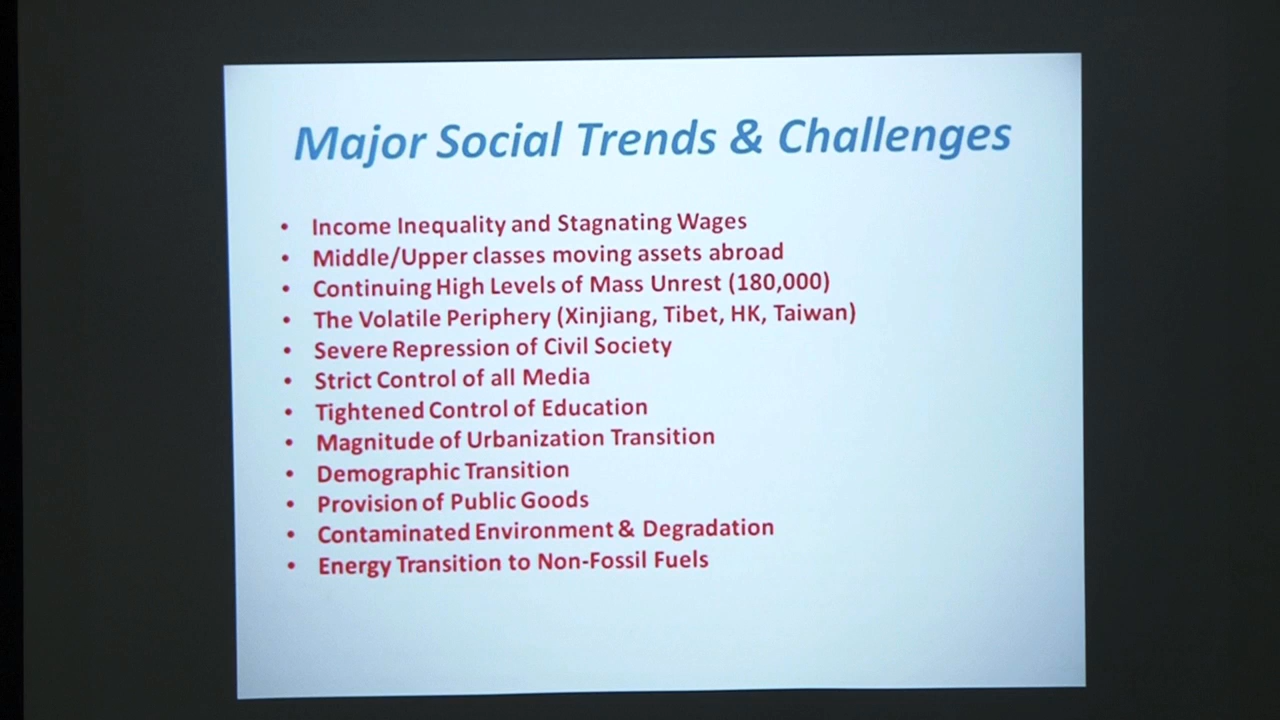 Major Social Trends & Challenges
• Income Inequality and Stagnating Wages
• Middle/Upper classes moving assets abroad
• Continuing High Levels of Mass Unrest (180,000)
• The Volatile Periphery (Xinjiang, Tibet, HK, Taiwan)
• Severe Repression of Civil Society
• Strict Control of all Media
• Tightened Control of Education
• Magnitude of Urbanization Transition
• Demographic Transition
• Provision of Public Goods
• Contaminated Environment & Degradation
• Energy Transition to Non-Fossil Fuels